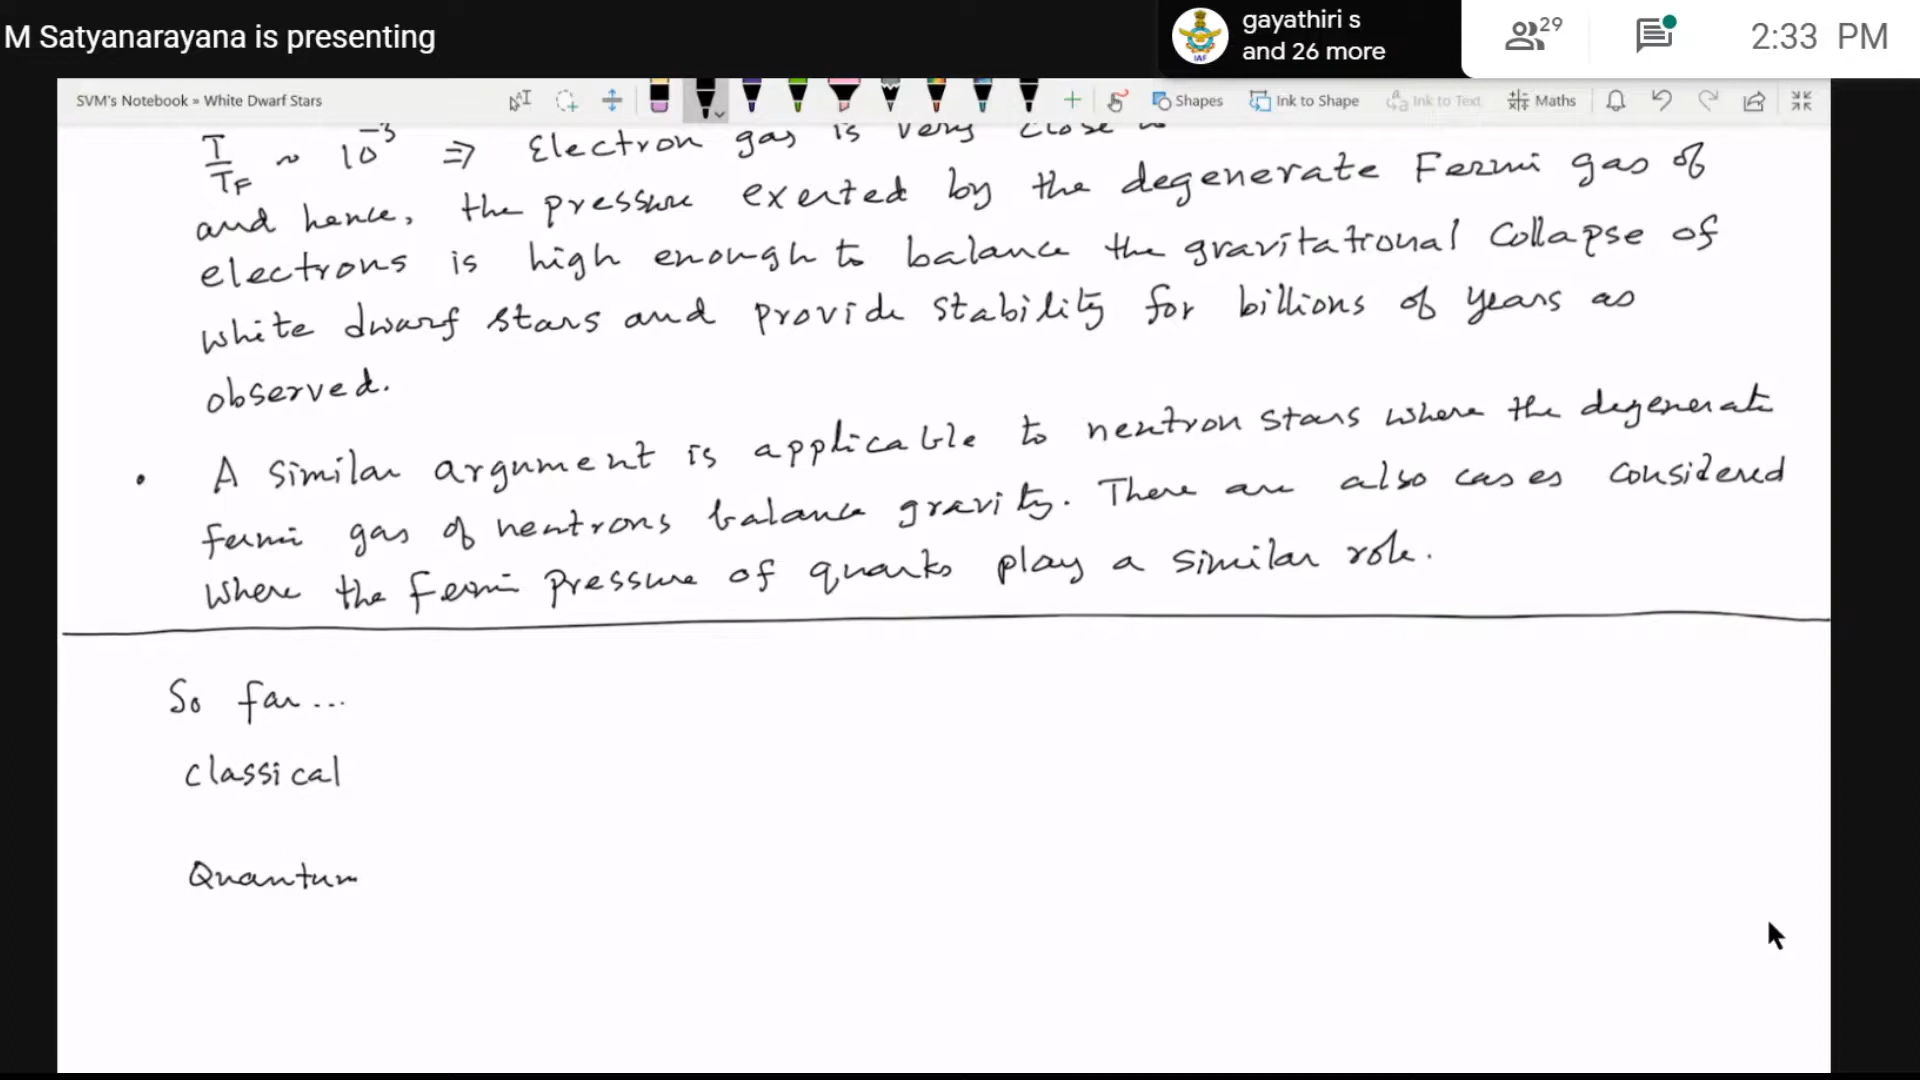 M Satyanarayana is presenting
gayathiri s
and 26 more
IAF
29
2:33 PM
SVM's Notebook » White Dwarf Stars
Shapes
Ink to Shape
Ink to Text
Maths
T/T_F ~ 10^-3 ⇒ Electron gas is very close to
and hence, the pressure exerted by the degenerate Fermi gas of
electrons is high enough to balance the gravitational collapse of
white dwarf stars and provide stability for billions of years as
observed.
• A similar argument is applicable to neutron stars where the degenerate
fermi gas of neutrons balance gravity. There are also cases considered
where the fermi pressure of quarks play a similar role.
So far...
classical
Quantum